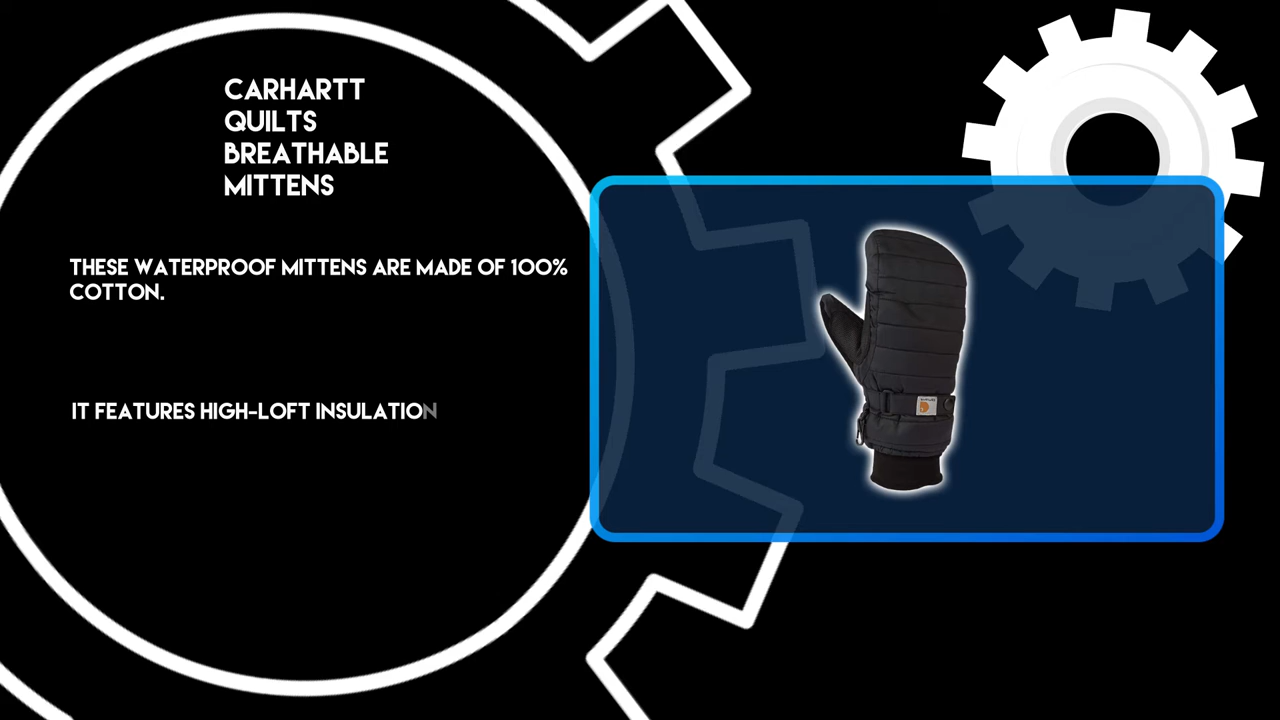 CARHARTT
QUILTS
BREATHABLE
MITTENS
THESE WATERPROOF MITTENS ARE MADE OF 100%
COTTON.
IT FEATURES HIGH-LOFT INSULATION